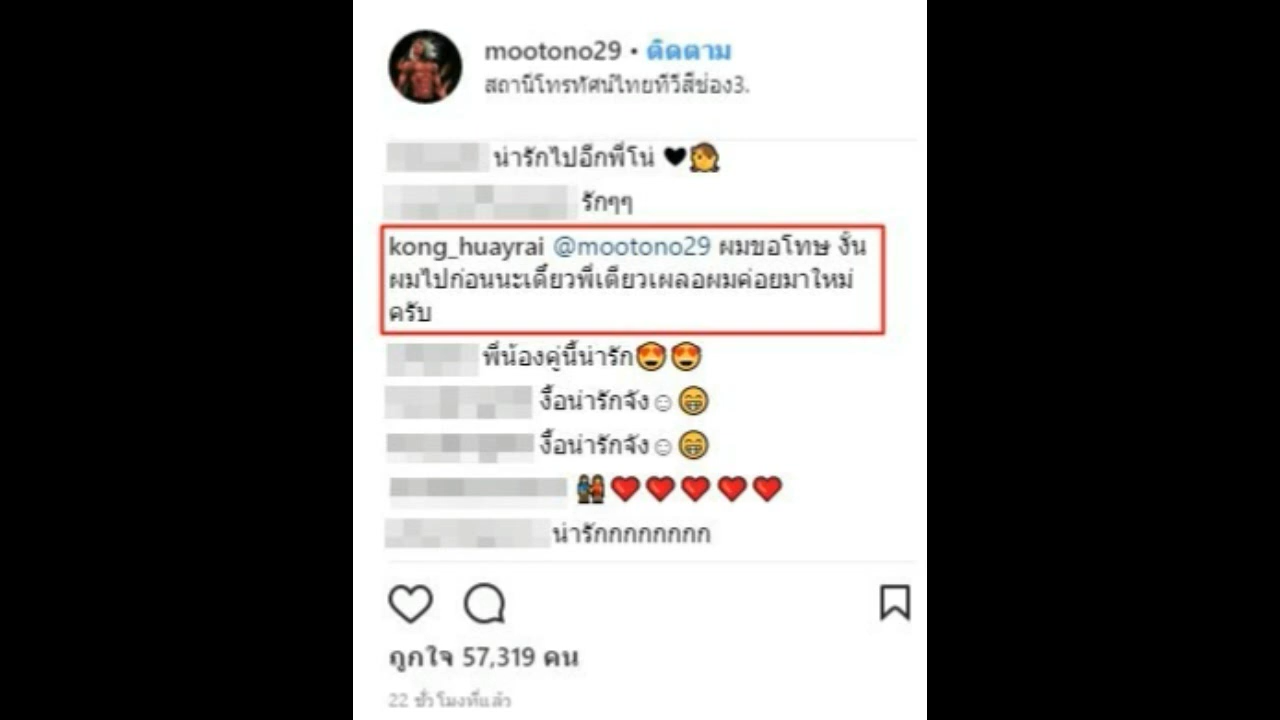 mootono29 • ติดตาม
สถานีโทรทัศน์ไทยทีวีสีช่อง3.
น่ารักไปอีกพี่โน่ 🖤👧
รักๆๆ
kong_huayrai @mootono29 ผมขอโทษ งั้น
ผมไปก่อนนะเดี๋ยวพี่เดียวเผลอผมค่อยมาใหม่
ครับ
พี่น้องคู่นี้น่ารัก😍😍
งื้อน่ารักจัง☺😁
งื้อน่ารักจัง☺😁
👫❤❤❤❤❤
น่ารักกกกกกกก
ถูกใจ 57,319 คน
22 ชั่วโมงที่แล้ว